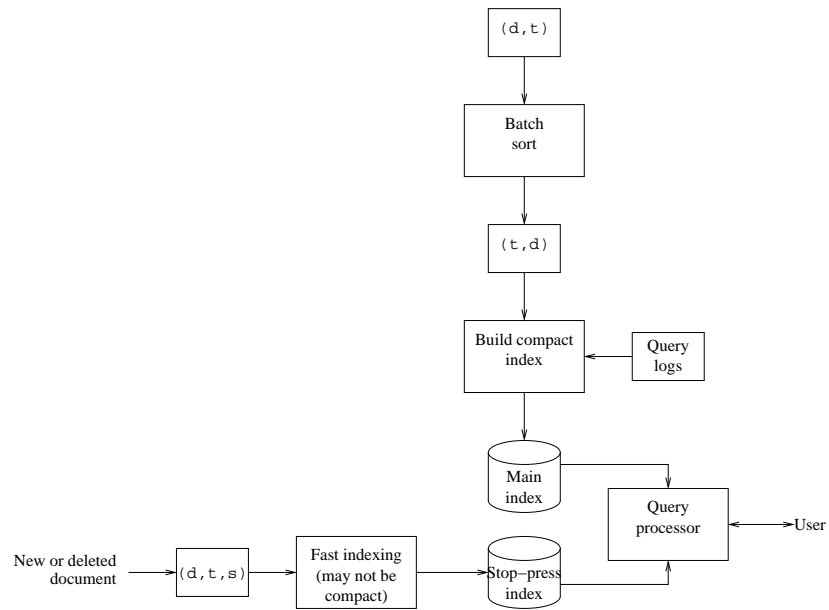 (d,t)
Batch
sort
(t,d)
Build compact
index
Query
logs
Main
index
Query
processor
User
New or deleted
document
(d,t,s)
Fast indexing
(may not be
compact)
Stop−press
index